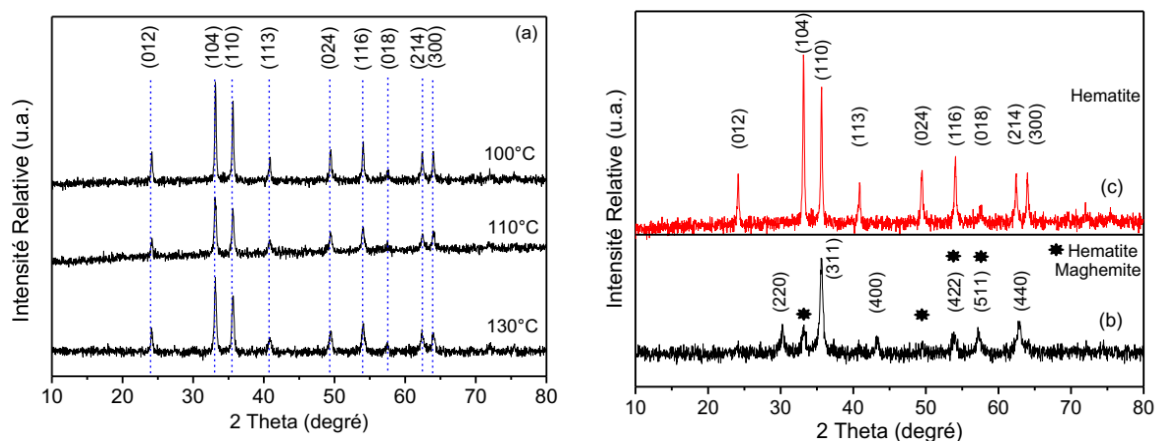 (a)
(012)
(104)
(110)
(113)
(024)
(116)
(018)
(214)
(300)
100°C
110°C
130°C
Intensité Relative (u.a.)
10 20 30 40 50 60 70 80
2 Theta (degré)
(104)
(110)
Hematite
(012)
(113)
(024)
(116)
(018)
(214)
(300)
(c)
Hematite
Maghemite
(220)
(311)
(400)
(422)
(511)
(440)
(b)
Intensité Relative (u.a.)
10 20 30 40 50 60 70 80
2 Theta (degré)